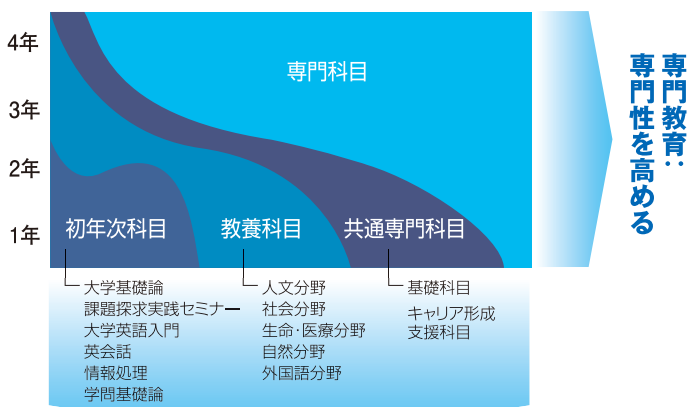 4年
3年
2年
1年
専門科目
初年次科目
教養科目
共通専門科目
大学基礎論
課題探求実践セミナー
大学英語入門
英会話
情報処理
学問基礎論
人文分野
社会分野
生命・医療分野
自然分野
外国語分野
基礎科目
キャリア形成
支援科目
専門教育:
専門性を高める